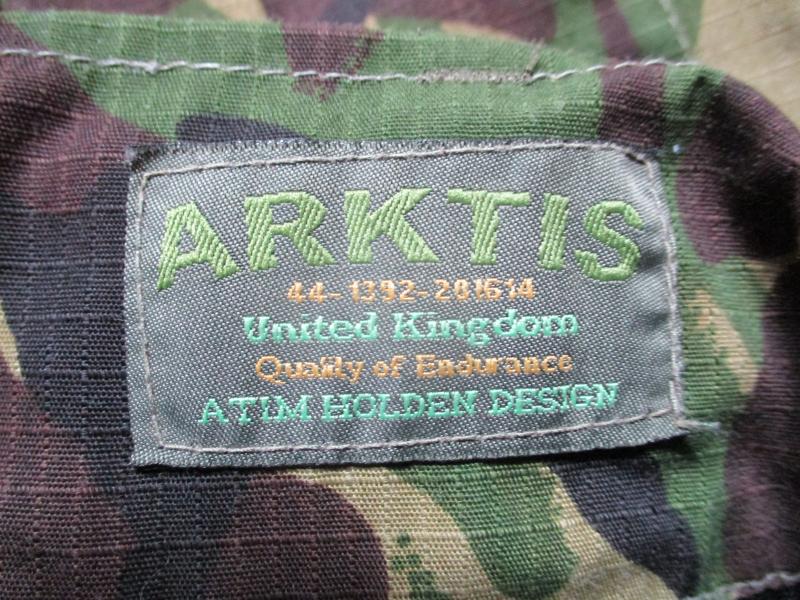 ARKTIS
44-1392-281614
United Kingdom
Quality of Endurance
A TIM HOLDEN DESIGN